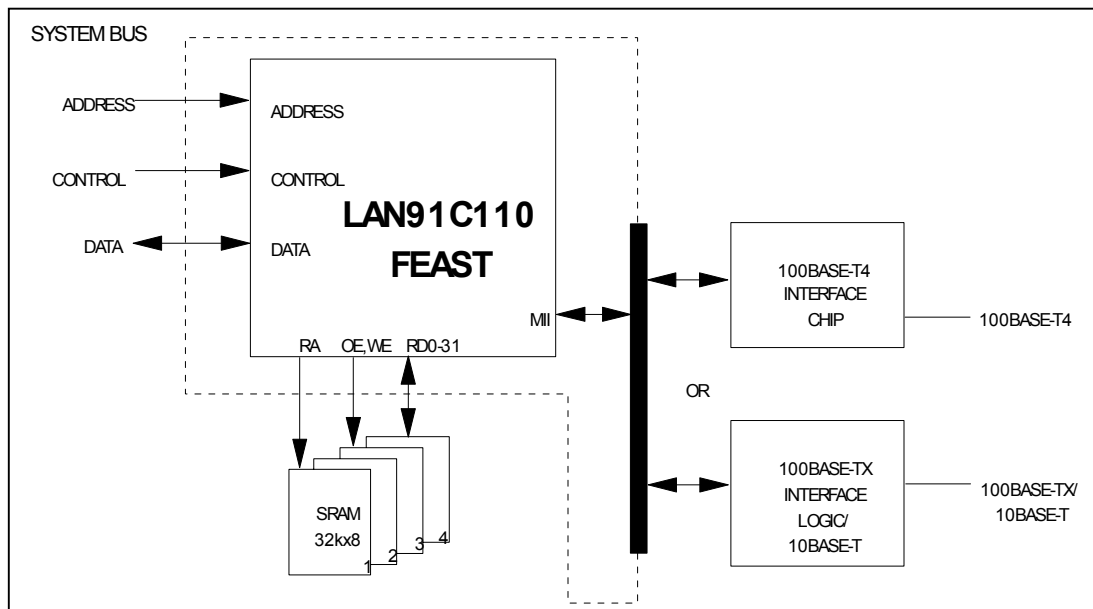 SYSTEM BUS
ADDRESS
CONTROL
DATA
ADDRESS
CONTROL
DATA
LAN91C110
FEAST
MII
RA OE,WE RD0-31
SRAM
32kx8
1
2
3
4
100BASE-T4
INTERFACE
CHIP
100BASE-T4
OR
100BASE-TX
INTERFACE
LOGIC/
10BASE-T
100BASE-TX/
10BASE-T